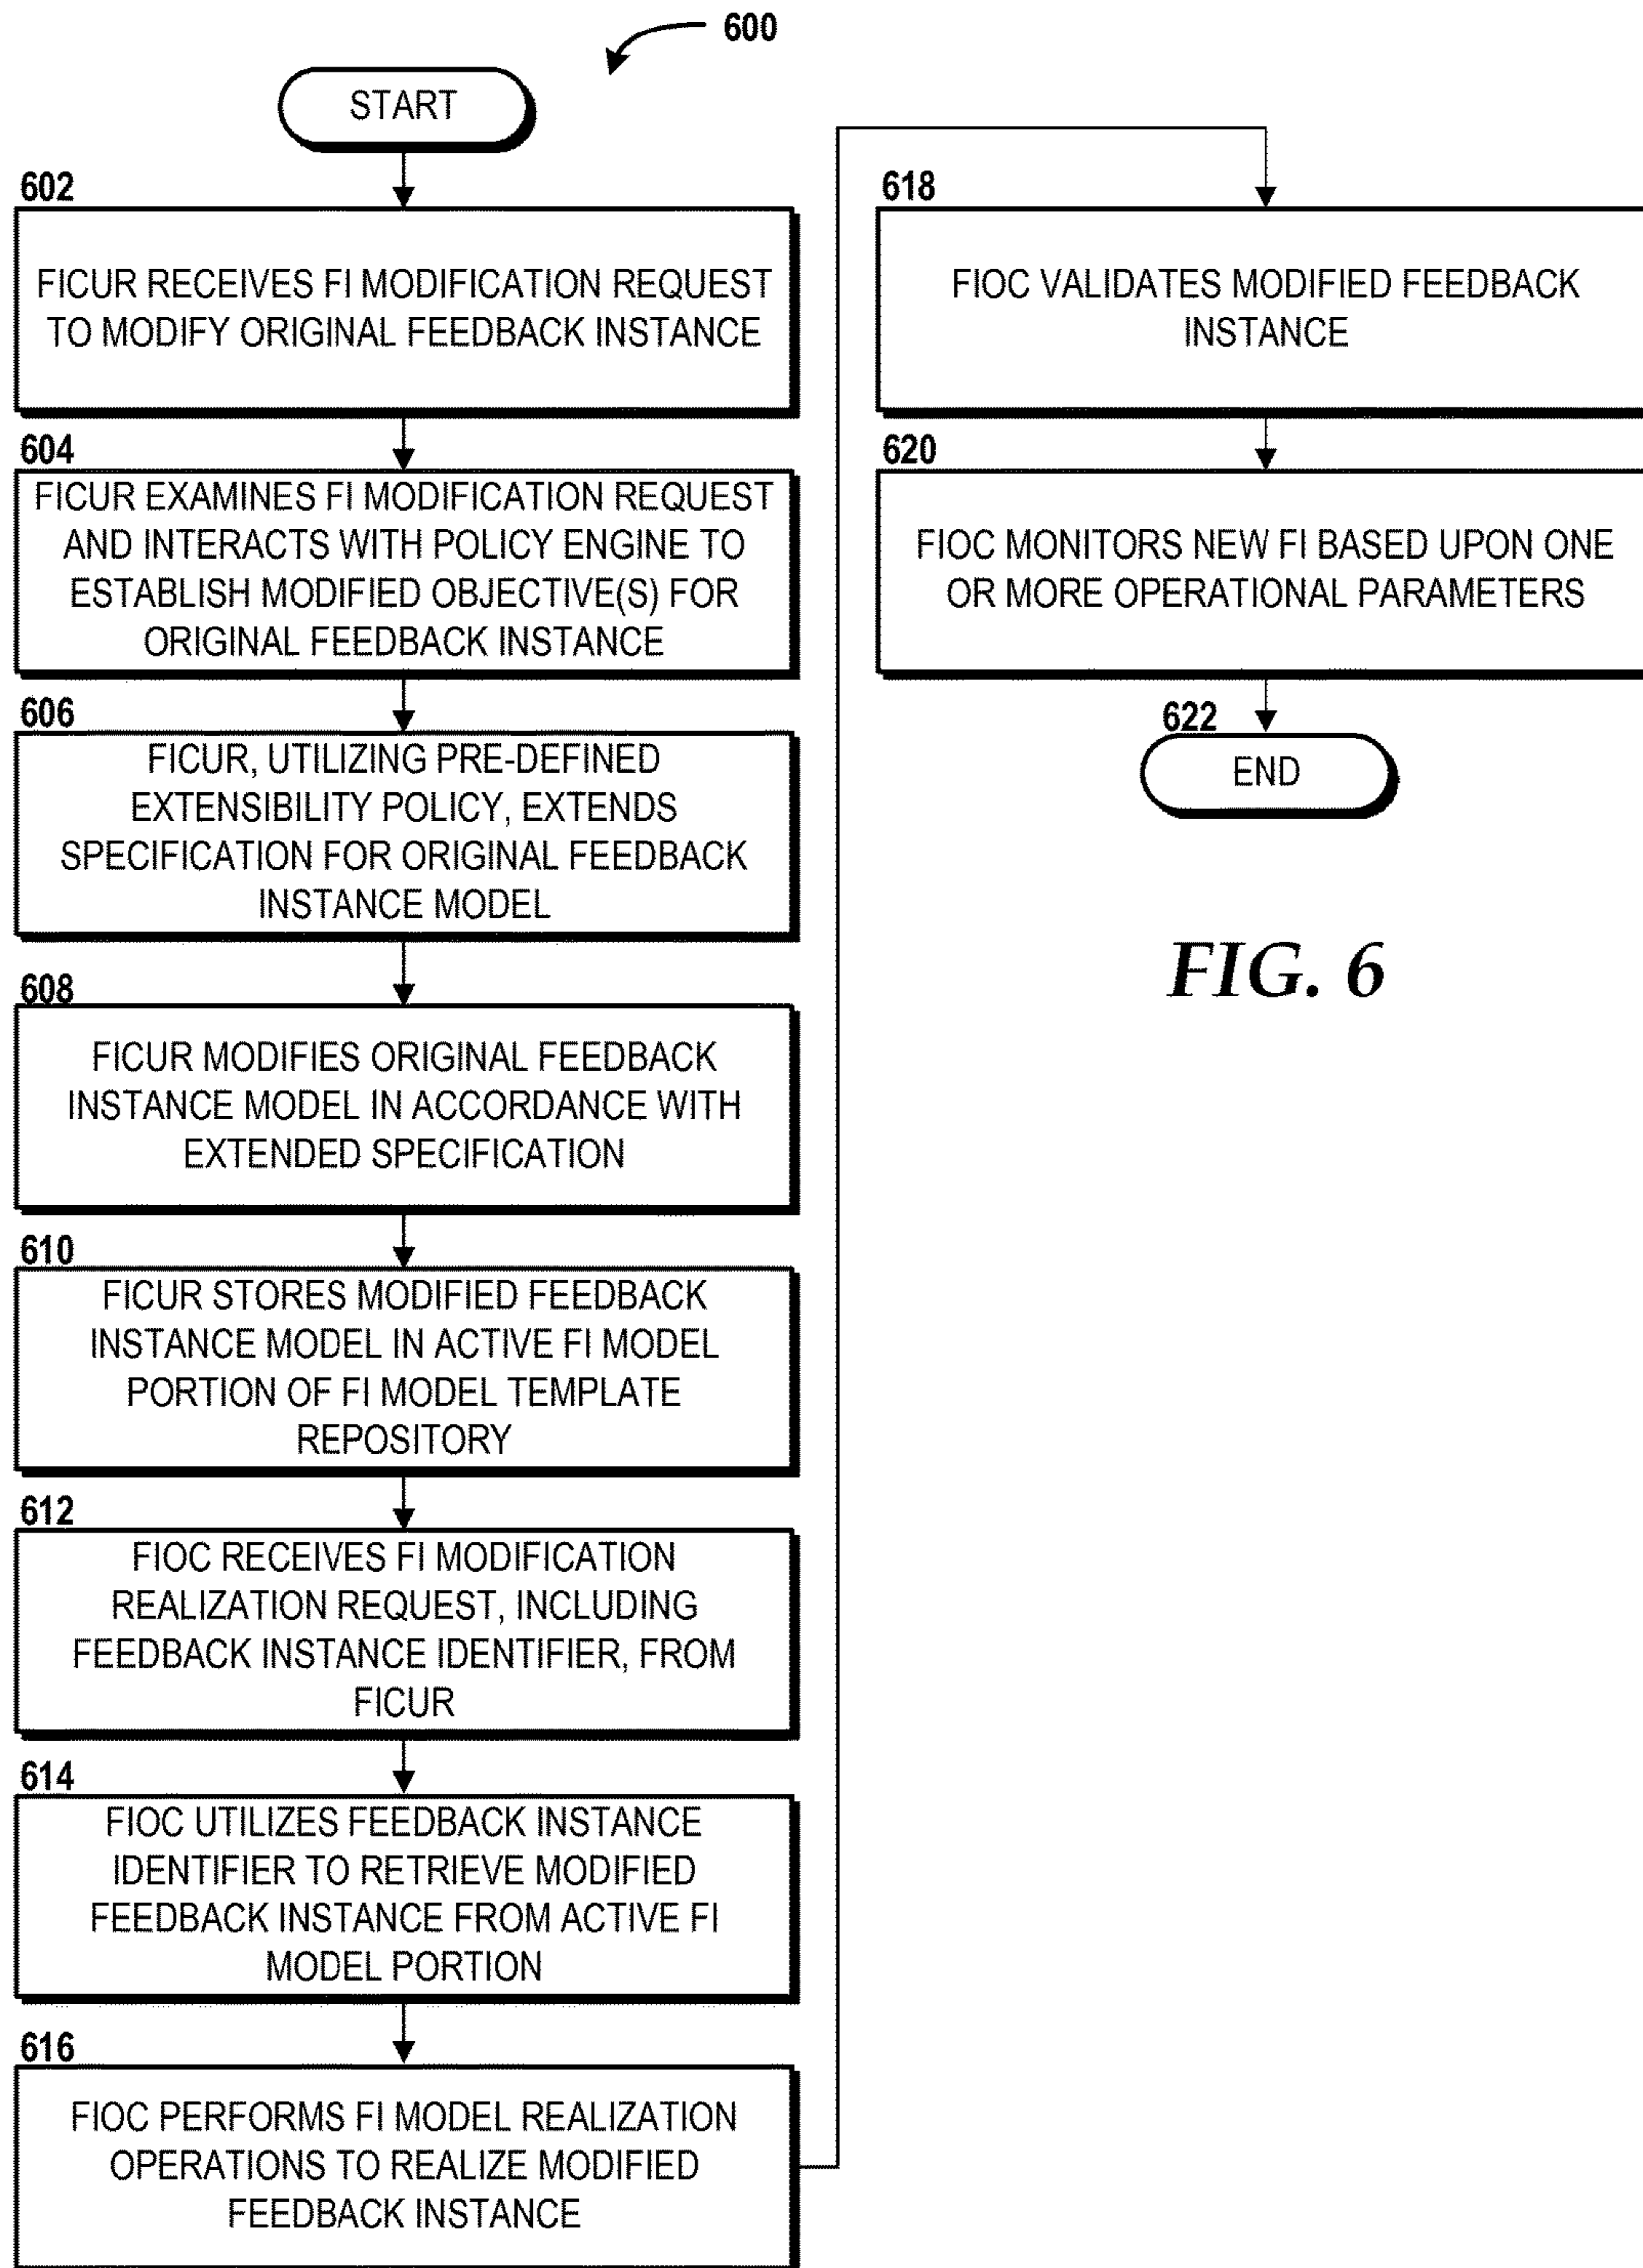 600
START
602
FICUR RECEIVES FI MODIFICATION REQUEST
TO MODIFY ORIGINAL FEEDBACK INSTANCE
604
FICUR EXAMINES FI MODIFICATION REQUEST
AND INTERACTS WITH POLICY ENGINE TO
ESTABLISH MODIFIED OBJECTIVE(S) FOR
ORIGINAL FEEDBACK INSTANCE
606
FICUR, UTILIZING PRE-DEFINED
EXTENSIBILITY POLICY, EXTENDS
SPECIFICATION FOR ORIGINAL FEEDBACK
INSTANCE MODEL
608
FICUR MODIFIES ORIGINAL FEEDBACK
INSTANCE MODEL IN ACCORDANCE WITH
EXTENDED SPECIFICATION
610
FICUR STORES MODIFIED FEEDBACK
INSTANCE MODEL IN ACTIVE FI MODEL
PORTION OF FI MODEL TEMPLATE
REPOSITORY
612
FIOC RECEIVES FI MODIFICATION
REALIZATION REQUEST, INCLUDING
FEEDBACK INSTANCE IDENTIFIER, FROM
FICUR
614
FIOC UTILIZES FEEDBACK INSTANCE
IDENTIFIER TO RETRIEVE MODIFIED
FEEDBACK INSTANCE FROM ACTIVE FI
MODEL PORTION
616
FIOC PERFORMS FI MODEL REALIZATION
OPERATIONS TO REALIZE MODIFIED
FEEDBACK INSTANCE
618
FIOC VALIDATES MODIFIED FEEDBACK
INSTANCE
620
FIOC MONITORS NEW FI BASED UPON ONE
OR MORE OPERATIONAL PARAMETERS
622
END
FIG. 6